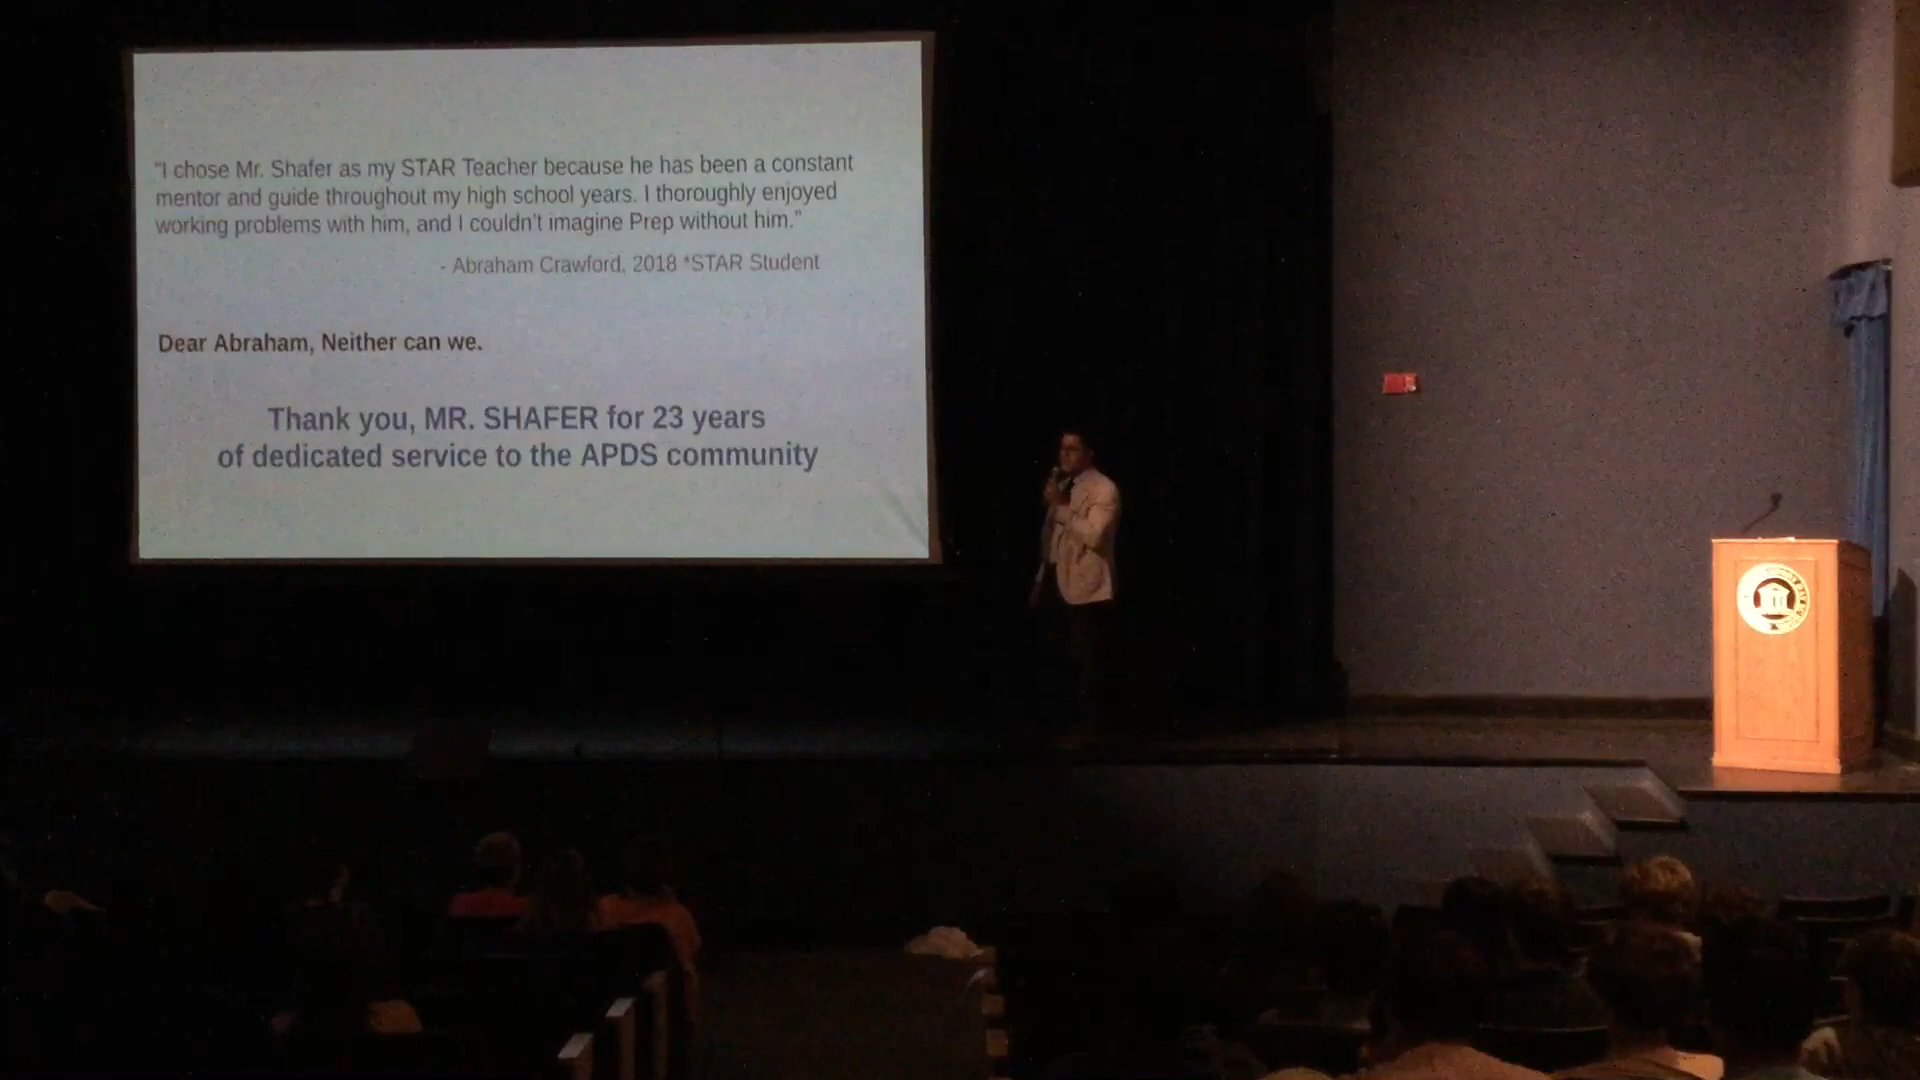 "I chose Mr. Shafer as my STAR Teacher because he has been a constant
mentor and guide throughout my high school years. I thoroughly enjoyed
working problems with him, and I couldn't imagine Prep without him."
- Abraham Crawford, 2018 *STAR Student
Dear Abraham, Neither can we.
Thank you, MR. SHAFER for 23 years
of dedicated service to the APDS community